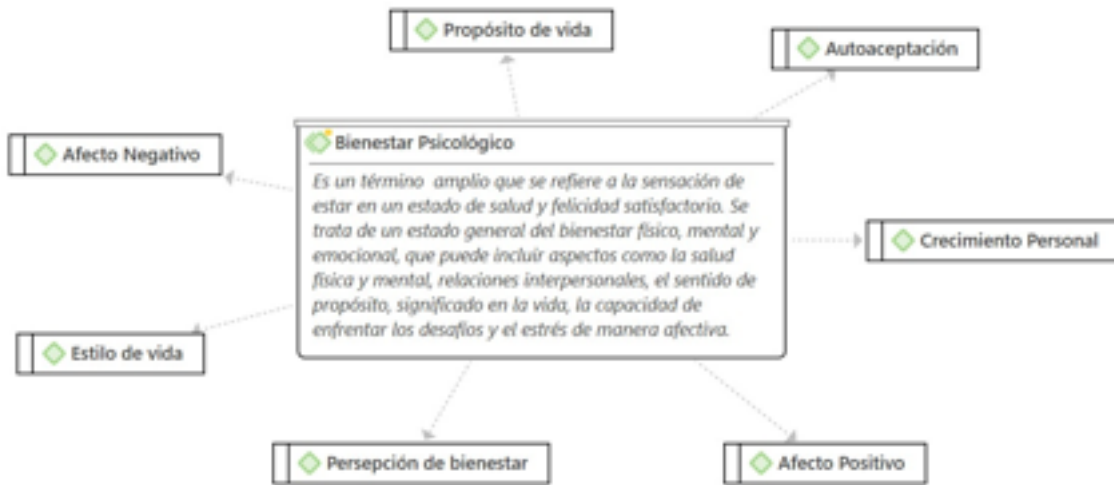 Propósito de vida
Autoaceptación
Afecto Negativo
Bienestar Psicológico
Es un término amplio que se refiere a la sensación de
estar en un estado de salud y felicidad satisfactorio. Se
trata de un estado general del bienestar físico, mental y
emocional, que puede incluir aspectos como la salud
física y mental, relaciones interpersonales, el sentido de
propósito, significado en la vida, la capacidad de
enfrentar los desafíos y el estrés de manera afectiva.
Crecimiento Personal
Estilo de vida
Persepción de bienestar
Afecto Positivo